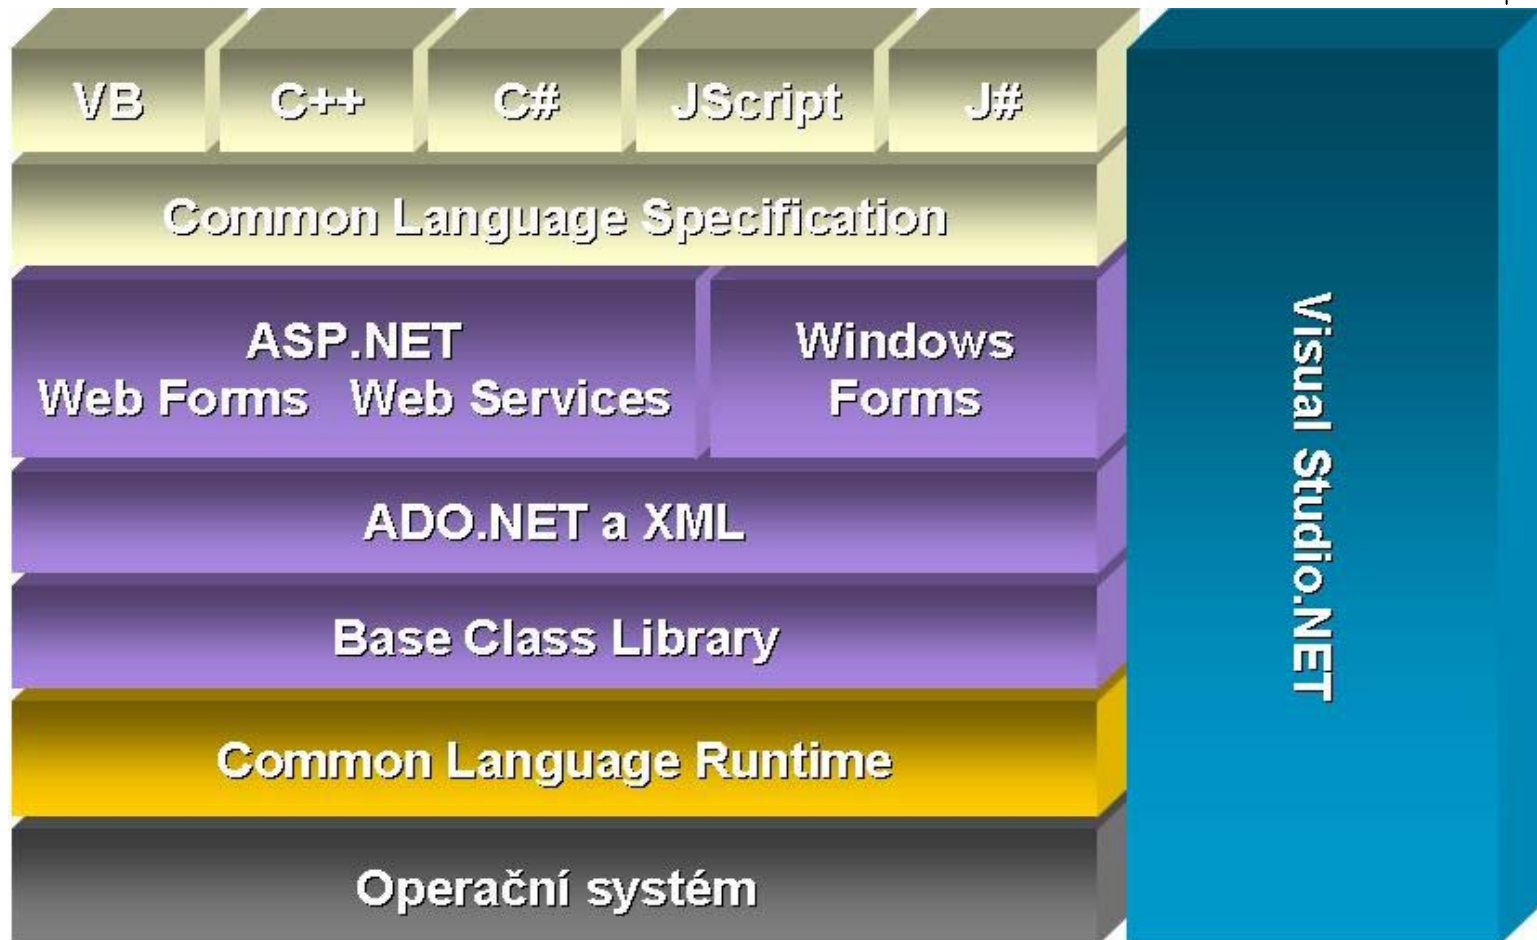 VB
C++
C#
JScript
J#
Common Language Specification
ASP.NET
Web Forms Web Services
Windows
Forms
ADO.NET a XML
Base Class Library
Common Language Runtime
Operační systém
Visual Studio.NET